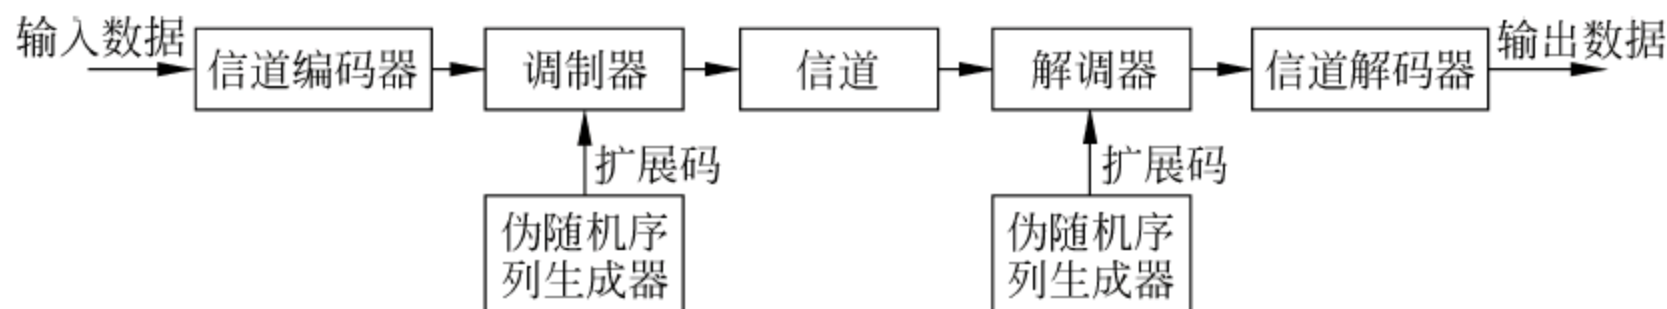 输入数据
信道编码器
调制器
信道
解调器
信道解码器
输出数据
扩展码
扩展码
伪随机序
列生成器
伪随机序
列生成器